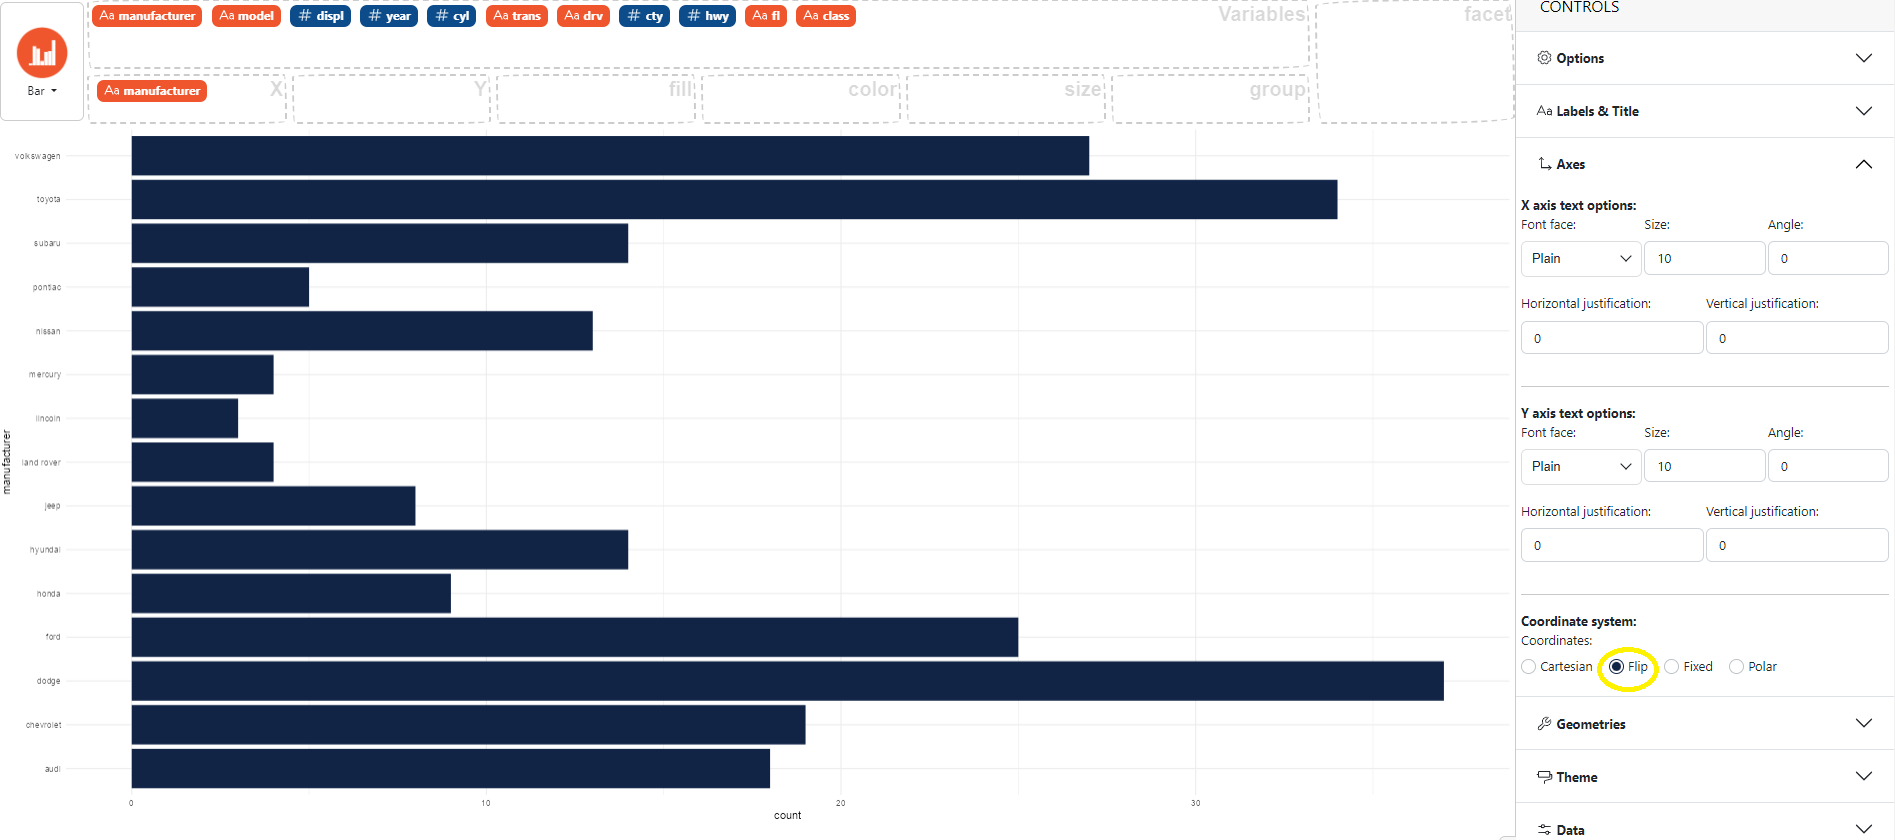 Aa manufacturer Aa model # displ # year # cyl Aa trans Aa drv # cty # hwy Aa fl Aa class Variables facet
Bar
Aa manufacturer X Y fill color size group
volkswagen
toyota
subaru
pontiac
nissan
mercury
lincoln
land rover
jeep
hyundai
honda
ford
dodge
chevrolet
audi
manufacturer
0 10 20 30
count
CONTROLS
Options
Aa Labels & Title
Axes
X axis text options:
Font face: Size: Angle:
Plain 10 0
Horizontal justification: Vertical justification:
0 0
Y axis text options:
Font face: Size: Angle:
Plain 10 0
Horizontal justification: Vertical justification:
0 0
Coordinate system:
Coordinates:
Cartesian Flip Fixed Polar
Geometries
Theme
Data